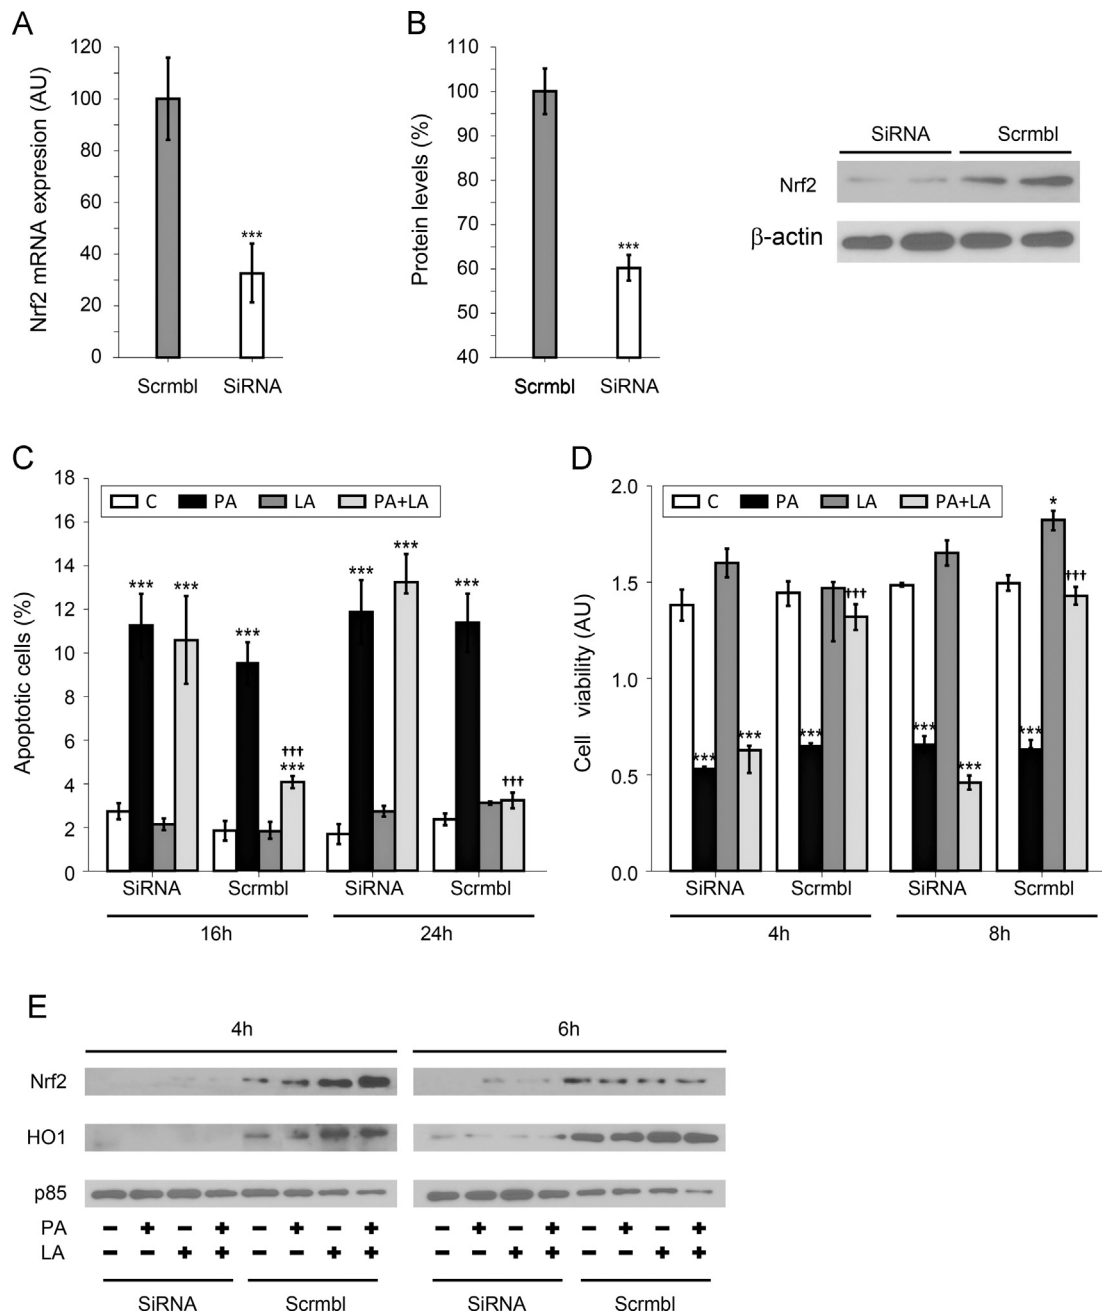 A
Nrf2 mRNA expresion (AU)
120
100
80
60
40
20
0
***
Scrmbl SiRNA
B
Protein levels (%)
110
100
90
80
70
60
50
40
***
Scrmbl SiRNA
SiRNA Scrmbl
Nrf2
β-actin
C
Apoptotic cells (%)
18
16
14
12
10
8
6
4
2
0
C PA LA PA+LA
*** *** *** ††† *** *** *** *** †††
SiRNA Scrmbl SiRNA Scrmbl
16h 24h
D
Cell viability (AU)
2.0
1.5
1.0
0.5
0.0
C PA LA PA+LA
*** *** *** ††† *** *** *** * †††
SiRNA Scrmbl SiRNA Scrmbl
4h 8h
E
4h 6h
Nrf2
HO1
p85
PA − + − + − + − + − + − + − + − +
LA − − + + − − + + − − + + − − + +
SiRNA Scrmbl SiRNA Scrmbl